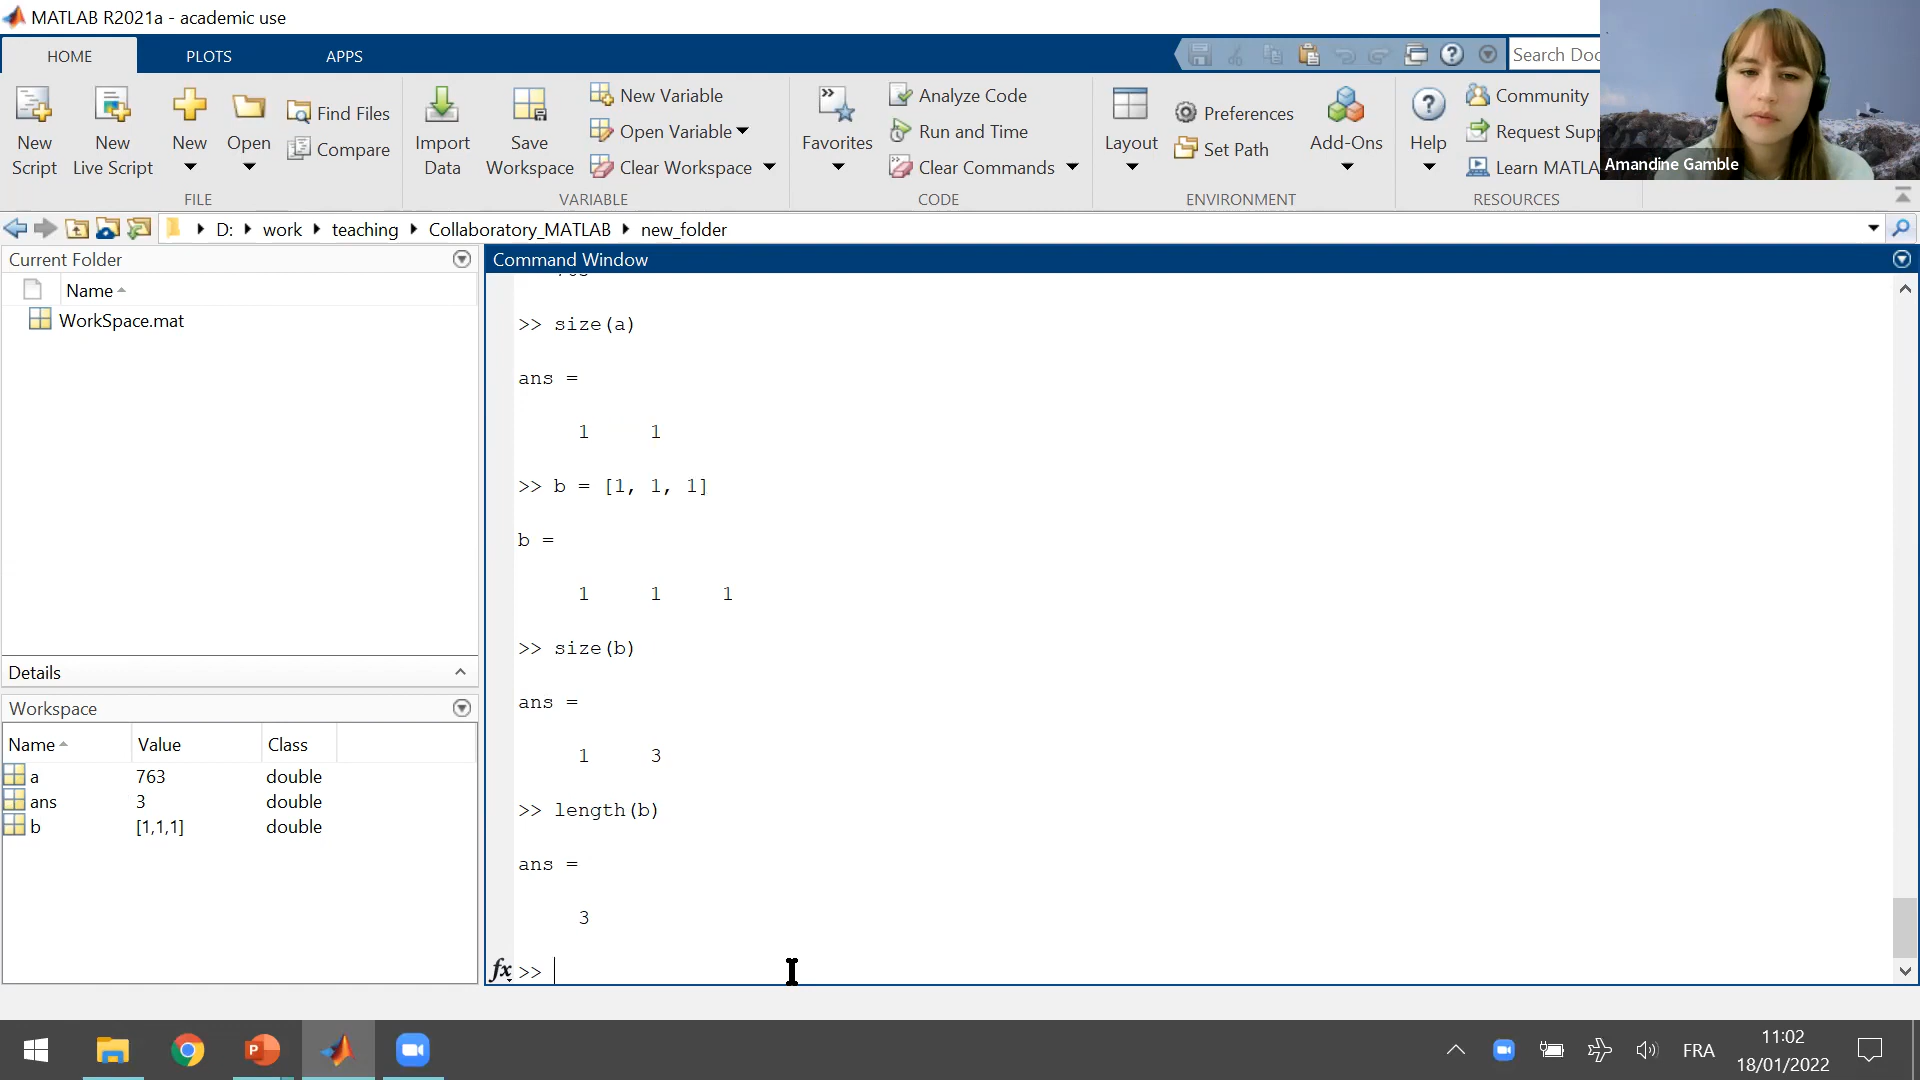 MATLAB R2021a - academic use
HOME PLOTS APPS
Search Doc
New Script
New Live Script
New
Open
Find Files
Compare
FILE
Import Data
Save Workspace
New Variable
Open Variable
Clear Workspace
VARIABLE
Favorites
Analyze Code
Run and Time
Clear Commands
CODE
Layout
Preferences
Set Path
Add-Ons
ENVIRONMENT
Help
Community
Request Supp
Learn MATLA
RESOURCES
Amandine Gamble
D: work teaching Collaboratory_MATLAB new_folder
Current Folder
Name
WorkSpace.mat
Details
Workspace
Name Value Class
a 763 double
ans 3 double
b [1,1,1] double
Command Window
>> size(a)
ans =
1 1
>> b = [1, 1, 1]
b =
1 1 1
>> size(b)
ans =
1 3
>> length(b)
ans =
3
fx >>
FRA
11:02
18/01/2022